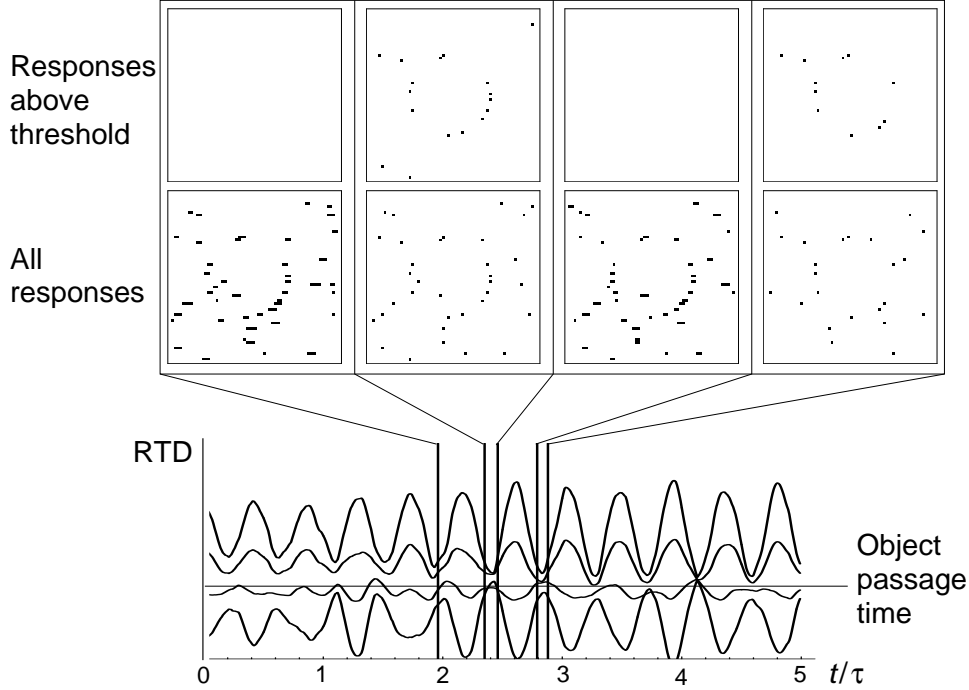 Responses
above
threshold
All
responses
RTD
Object
passage
time
0 1 2 3 4 5 t/τ